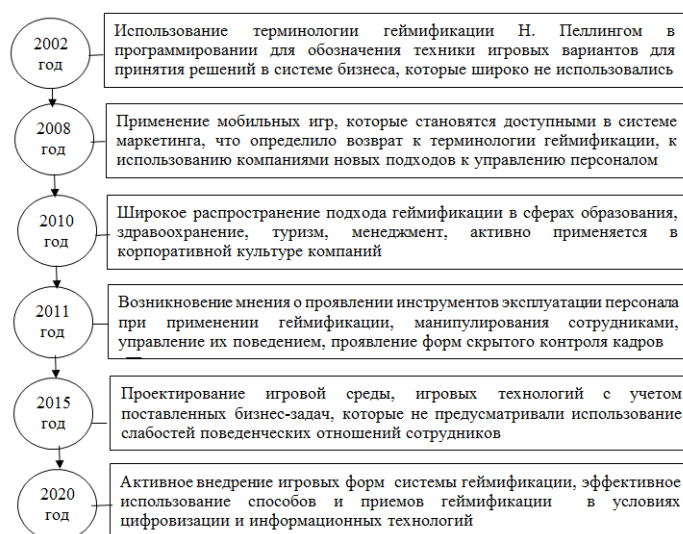 2002
год
Использование терминологии геймификации Н. Пеллингом в
программировании для обозначения техники игровых вариантов для
принятия решений в системе бизнеса, которые широко не использовались
2008
год
Применение мобильных игр, которые становятся доступными в системе
маркетинга, что определило возврат к терминологии геймификации, к
использованию компаниями новых подходов к управлению персоналом
2010
год
Широкое распространение подхода геймификации в сферах образования,
здравоохранение, туризм, менеджмент, активно применяется в
корпоративной культуре компаний
2011
год
Возникновение мнения о проявлении инструментов эксплуатации персонала
при применении геймификации, манипулирования сотрудниками,
управление их поведением, проявление форм скрытого контроля кадров
2015
год
Проектирование игровой среды, игровых технологий с учетом
поставленных бизнес-задач, которые не предусматривали использование
слабостей поведенческих отношений сотрудников
2020
год
Активное внедрение игровых форм системы геймификации, эффективное
использование способов и приемов геймификации в условиях
цифровизации и информационных технологий